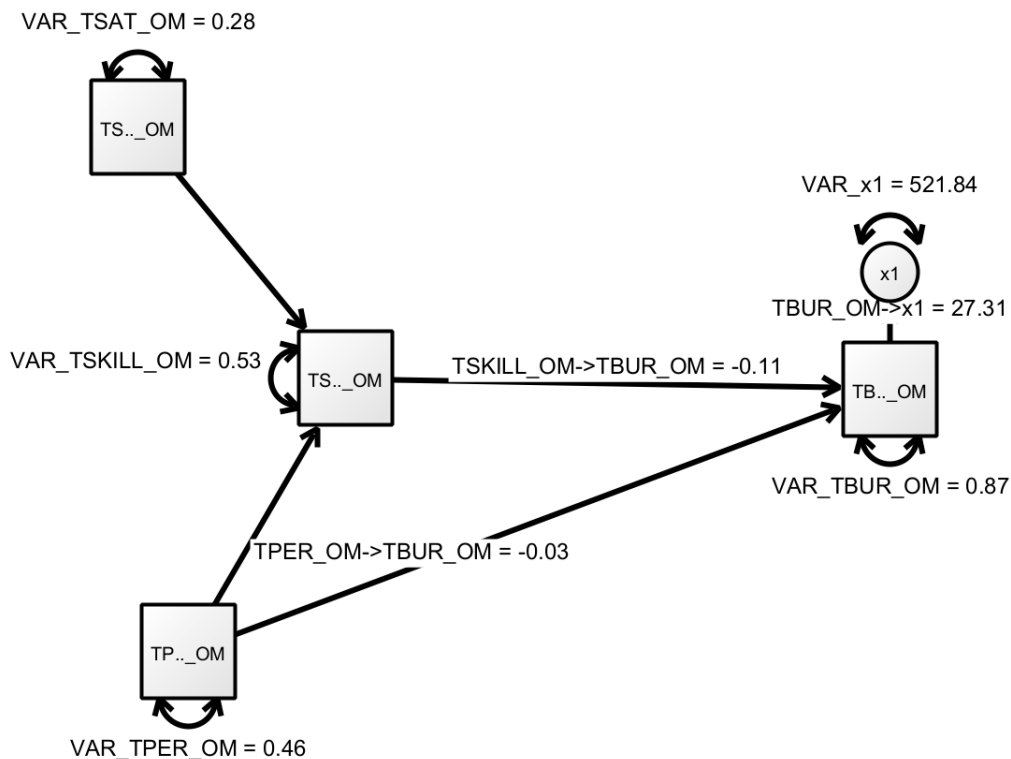 VAR_TSAT_OM = 0.28
TS.._OM
VAR_x1 = 521.84
x1
TBUR_OM->x1 = 27.31
VAR_TSKILL_OM = 0.53
TS.._OM
TSKILL_OM->TBUR_OM = -0.11
TB.._OM
VAR_TBUR_OM = 0.87
TPER_OM->TBUR_OM = -0.03
TP.._OM
VAR_TPER_OM = 0.46